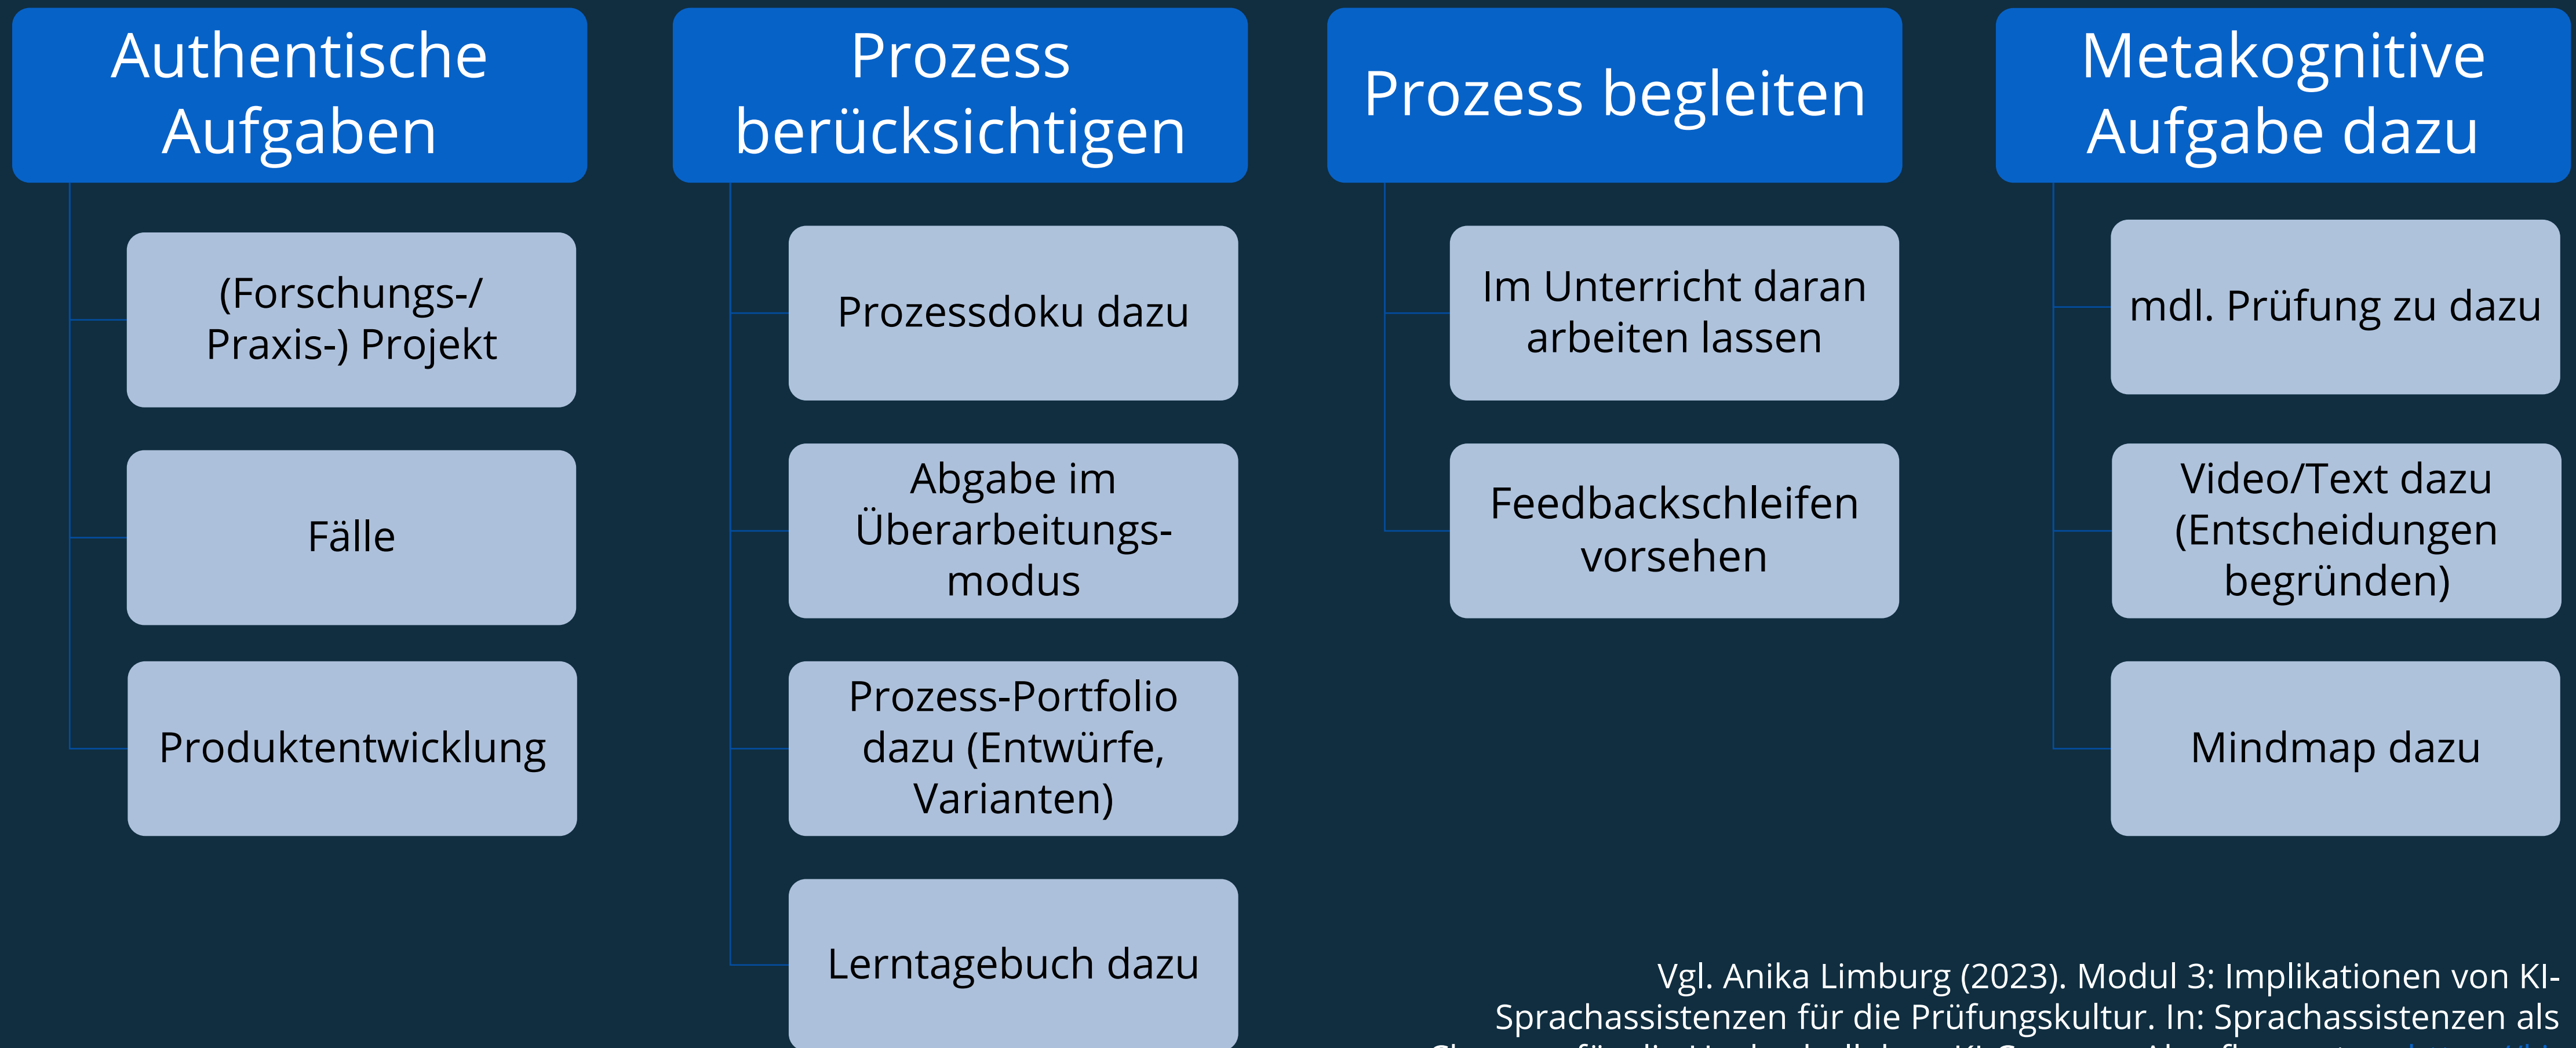 Authentische
Aufgaben
(Forschungs-/
Praxis-) Projekt
Fälle
Produktentwicklung
Prozess
berücksichtigen
Prozessdoku dazu
Abgabe im
Überarbeitungs-
modus
Prozess-Portfolio
dazu (Entwürfe,
Varianten)
Lerntagebuch dazu
Prozess begleiten
Im Unterricht daran
arbeiten lassen
Feedbackschleifen
vorsehen
Metakognitive
Aufgabe dazu
mdl. Prüfung zu dazu
Video/Text dazu
(Entscheidungen
begründen)
Mindmap dazu
Vgl. Anika Limburg (2023). Modul 3: Implikationen von KI-
Sprachassistenzen für die Prüfungskultur. In: Sprachassistenzen als